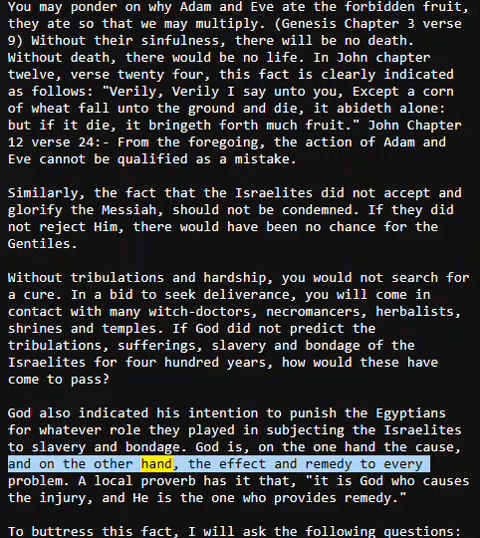 You may ponder on why Adam and Eve ate the forbidden fruit,
they ate so that we may multiply. (Genesis Chapter 3 verse
9) Without their sinfulness, there will be no death.
Without death, there would be no life. In John chapter
twelve, verse twenty four, this fact is clearly indicated
as follows: "Verily, Verily I say unto you, Except a corn
of wheat fall unto the ground and die, it abideth alone:
but if it die, it bringeth forth much fruit." John Chapter
12 verse 24:- From the foregoing, the action of Adam and
Eve cannot be qualified as a mistake.
Similarly, the fact that the Israelites did not accept and
glorify the Messiah, should not be condemned. If they did
not reject Him, there would have been no chance for the
Gentiles.
Without tribulations and hardship, you would not search for
a cure. In a bid to seek deliverance, you will come in
contact with many witch-doctors, necromancers, herbalists,
shrines and temples. If God did not predict the
tribulations, sufferings, slavery and bondage of the
Israelites for four hundred years, how would these have
come to pass?
God also indicated his intention to punish the Egyptians
for whatever role they played in subjecting the Israelites
to slavery and bondage. God is, on the one hand the cause,
and on the other hand, the effect and remedy to every
problem. A local proverb has it that, "it is God who causes
the injury, and He is the one who provides remedy."
To buttress this fact, I will ask the following questions: